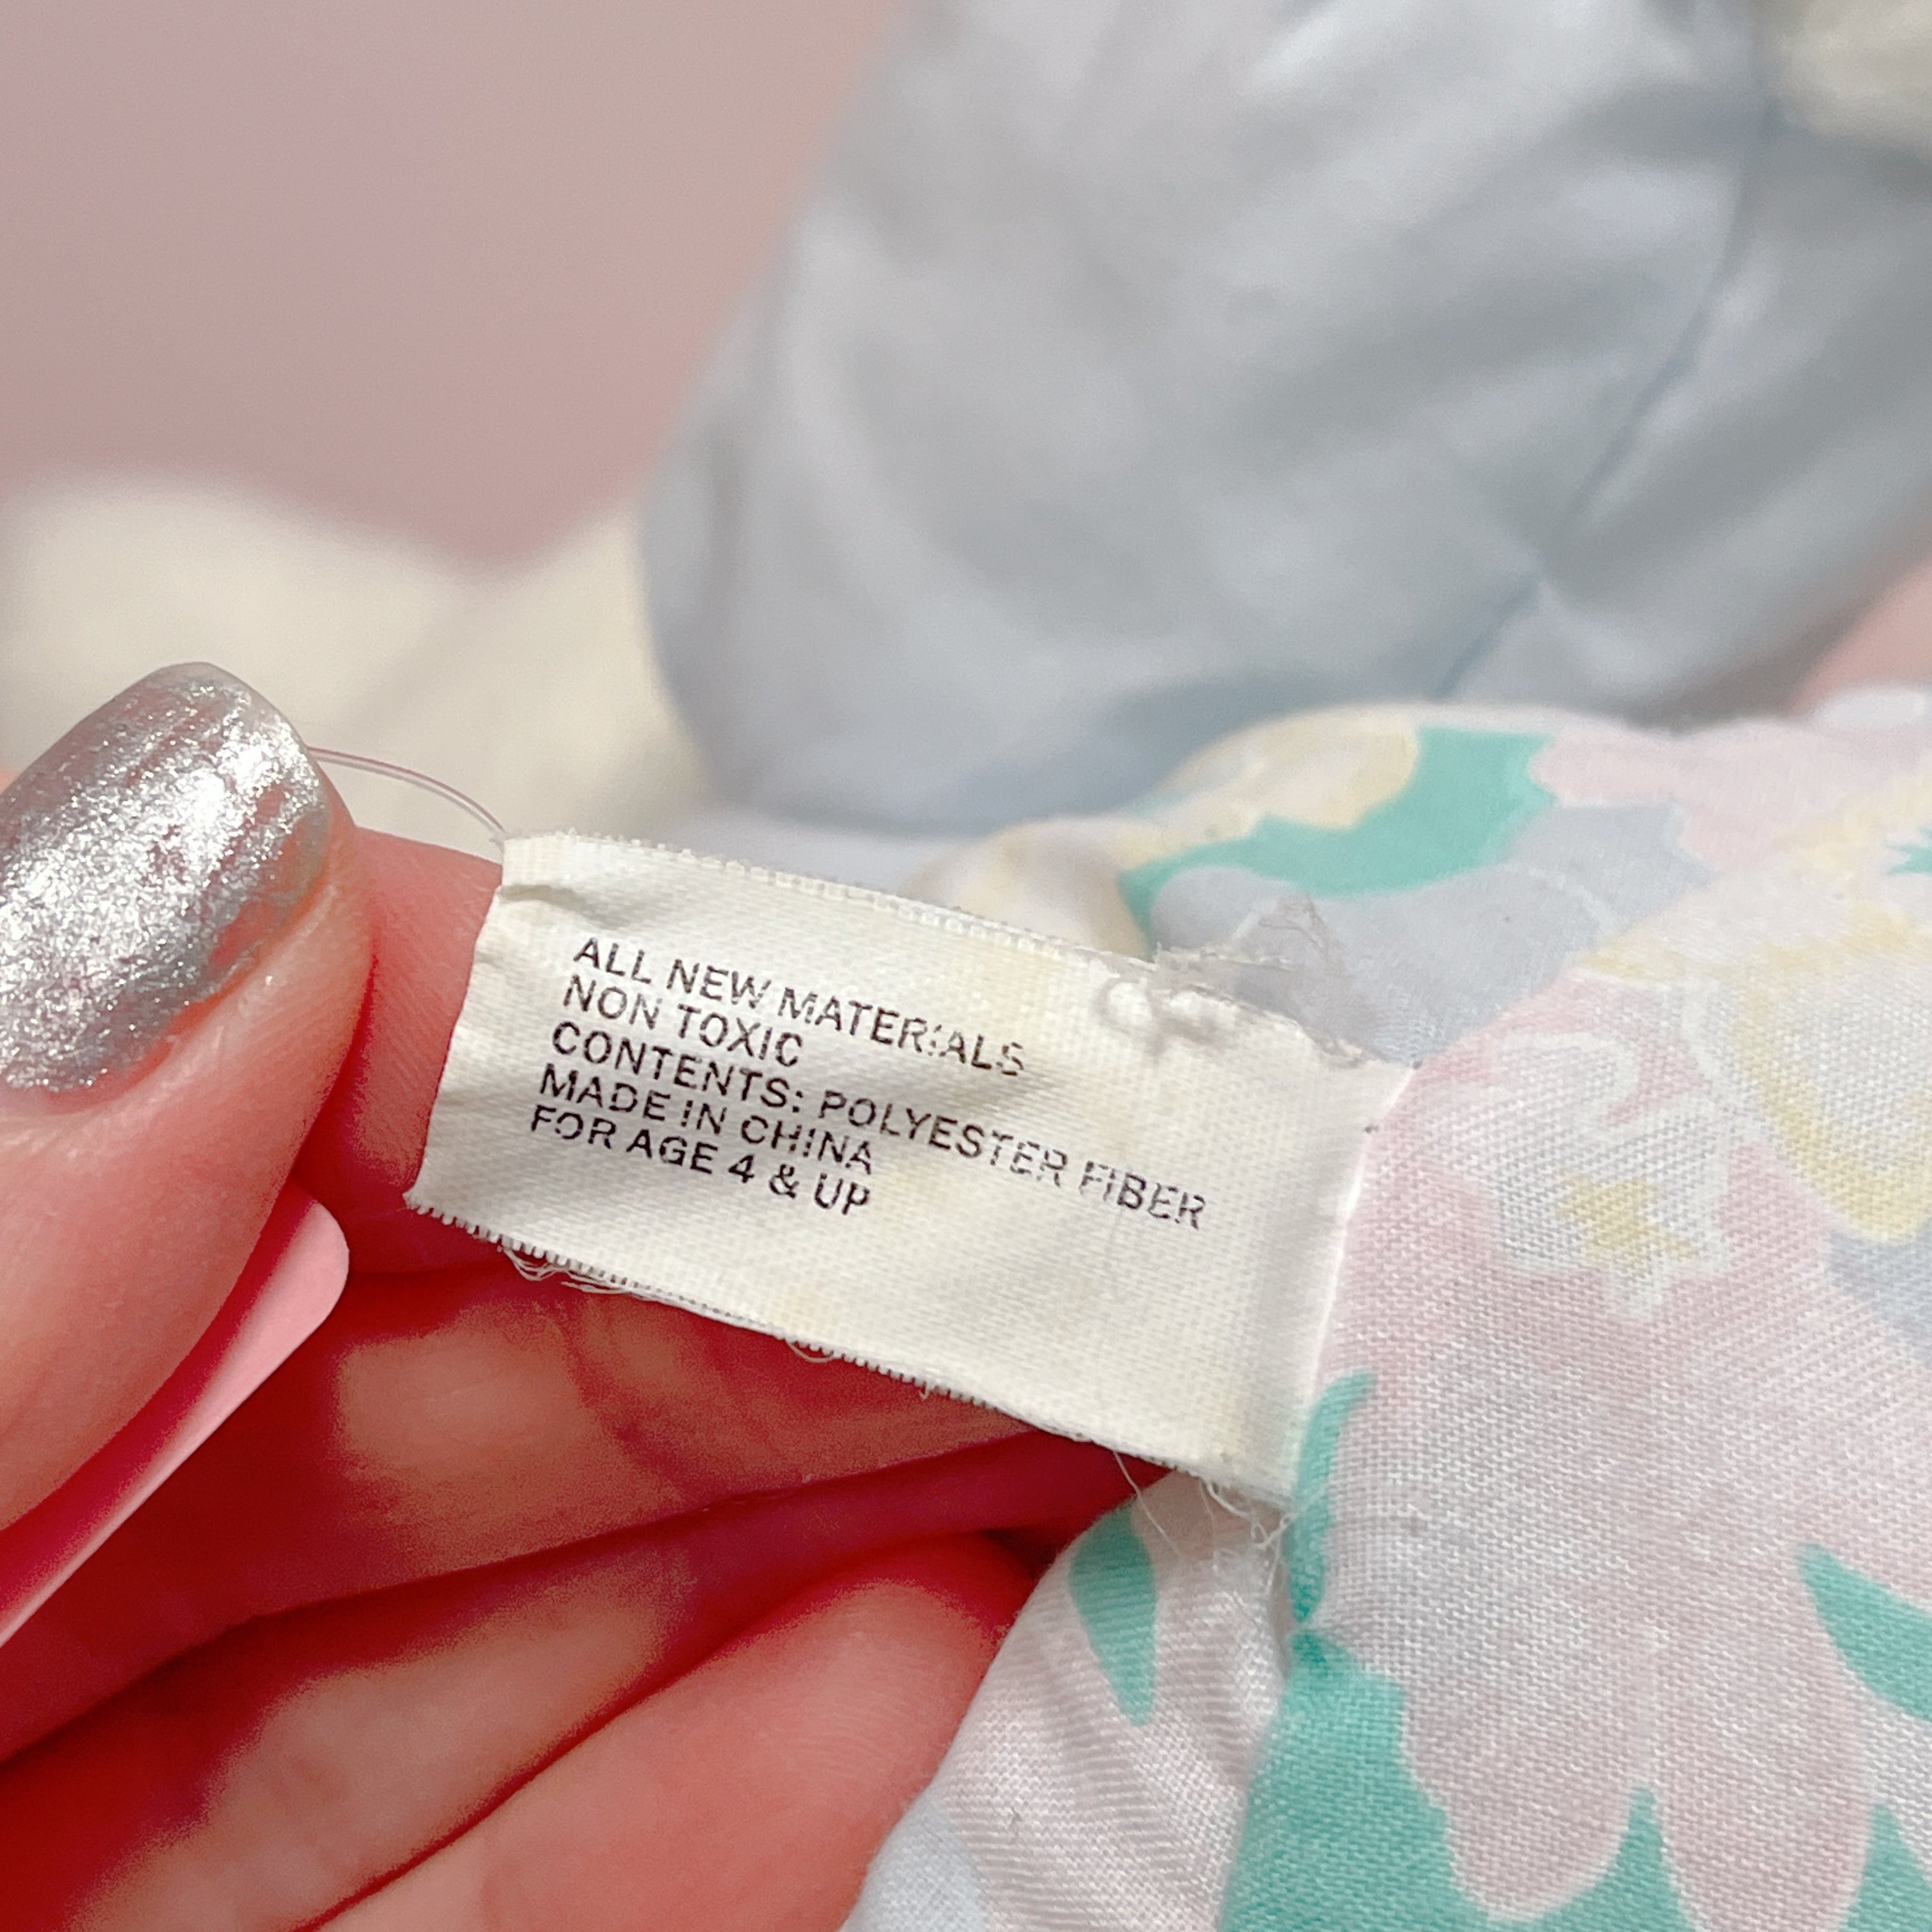 ALL NEW MATERIALS
NON TOXIC
CONTENTS: POLYESTER FIBER
MADE IN CHINA
FOR AGE 4 & UP